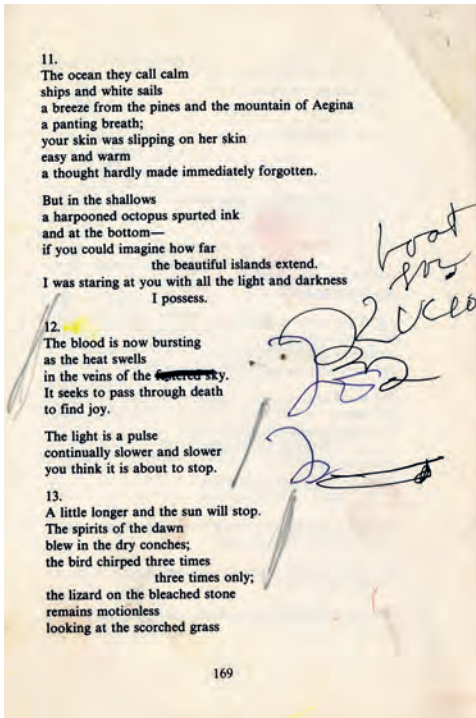 11.
The ocean they call calm
ships and white sails
a breeze from the pines and the mountain of Aegina
a panting breath;
your skin was slipping on her skin
easy and warm
a thought hardly made immediately forgotten.
But in the shallows
a harpooned octopus spurted ink
and at the bottom—
if you could imagine how far
the beautiful islands extend.
I was staring at you with all the light and darkness
I possess.
12.
The blood is now bursting
as the heat swells
in the veins of the sky.
It seeks to pass through death
to find joy.
The light is a pulse
continually slower and slower
you think it is about to stop.
13.
A little longer and the sun will stop.
The spirits of the dawn
blew in the dry conches;
the bird chirped three times
three times only;
the lizard on the bleached stone
remains motionless
looking at the scorched grass
169
boat